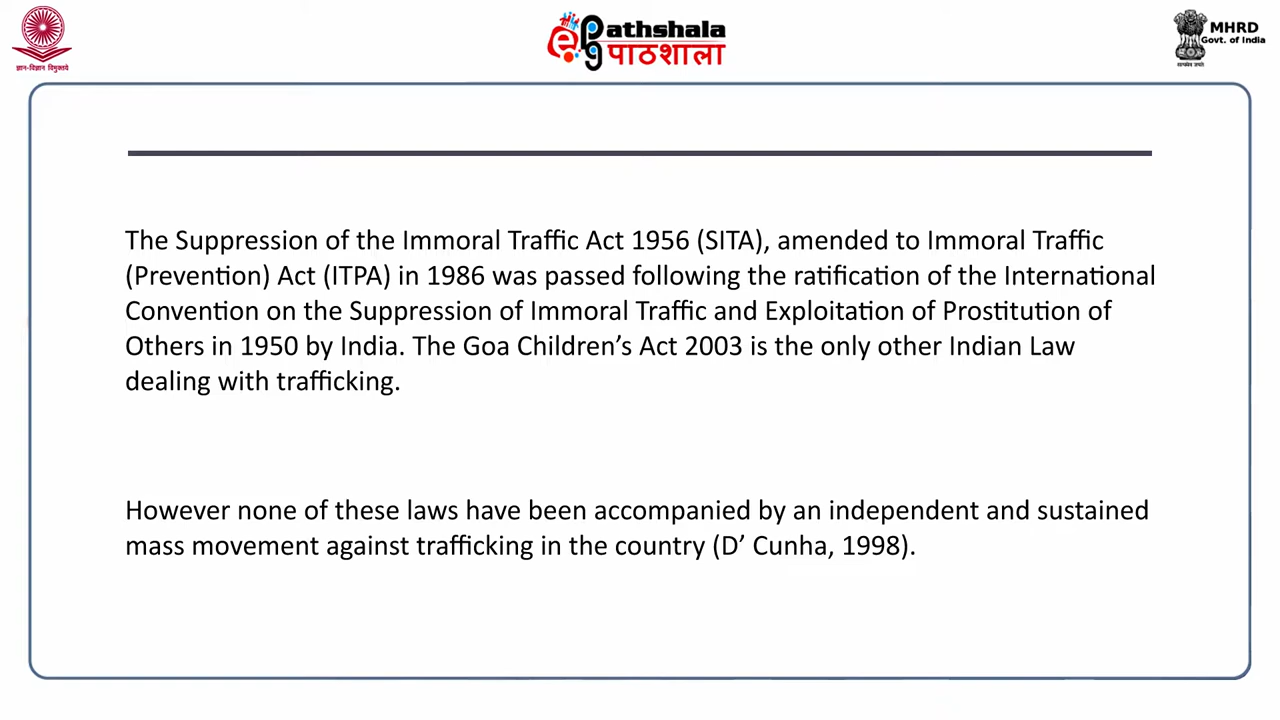 ज्ञान-विज्ञान विमुक्तये
Pathshala
पाठशाला
MHRD
Govt. of India
सत्यमेव जयते
The Suppression of the Immoral Traffic Act 1956 (SITA), amended to Immoral Traffic
(Prevention) Act (ITPA) in 1986 was passed following the ratification of the International
Convention on the Suppression of Immoral Traffic and Exploitation of Prostitution of
Others in 1950 by India. The Goa Children’s Act 2003 is the only other Indian Law
dealing with trafficking.
However none of these laws have been accompanied by an independent and sustained
mass movement against trafficking in the country (D’ Cunha, 1998).